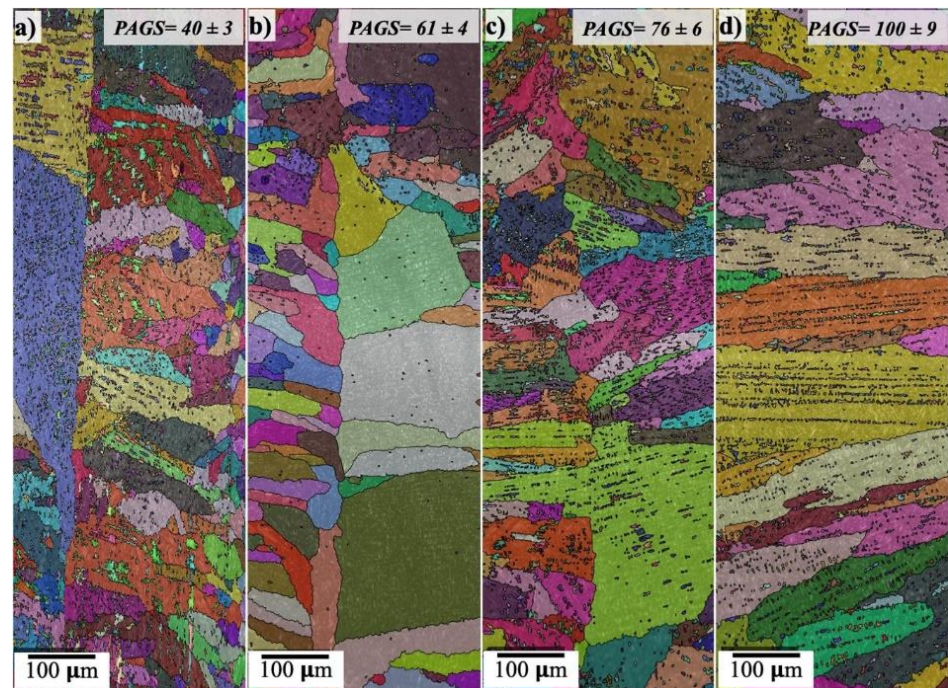 a) PAGS= 40 ± 3
b) PAGS= 61 ± 4
c) PAGS= 76 ± 6
d) PAGS= 100 ± 9
100 μm
100 μm
100 μm
100 μm